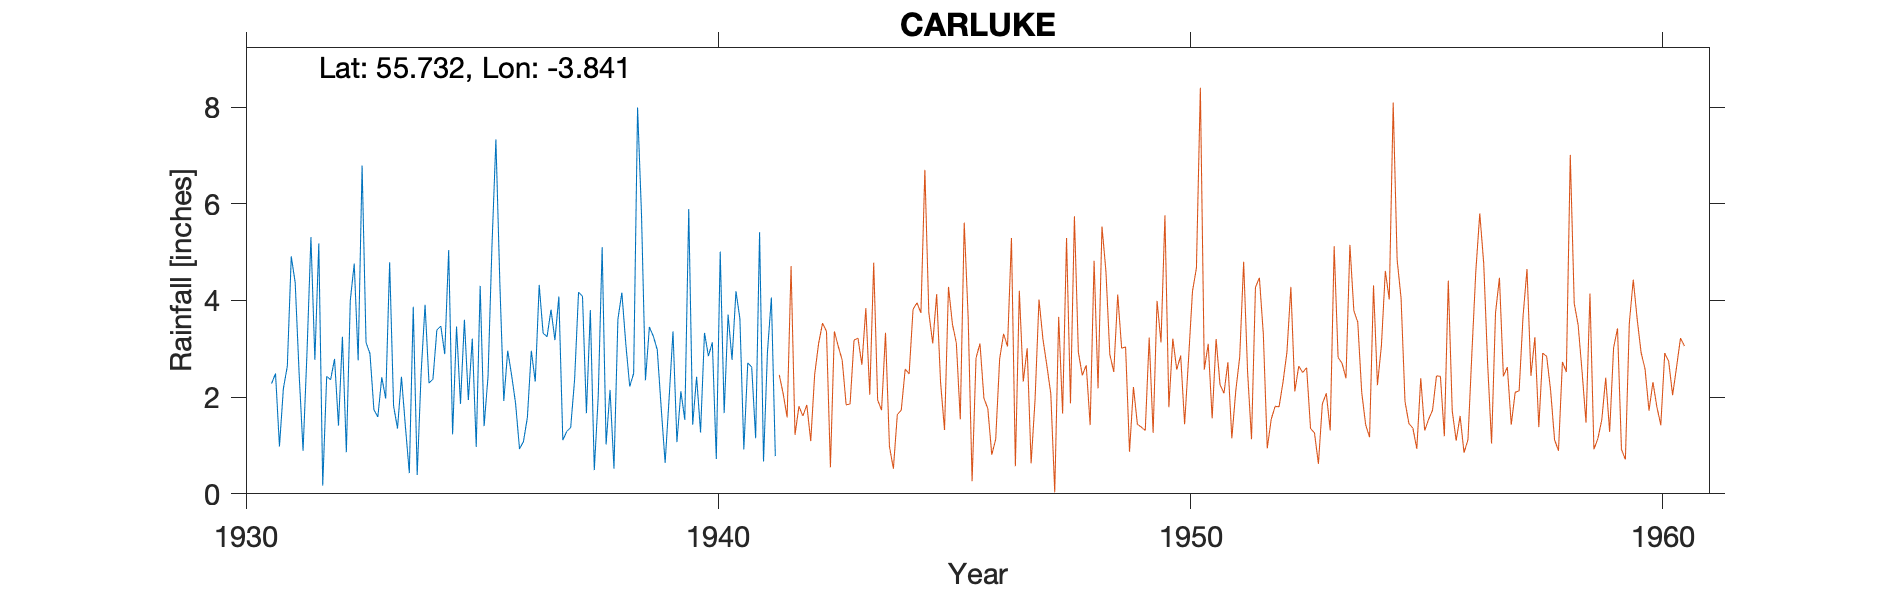 CARLUKE
Lat: 55.732, Lon: -3.841
Rainfall [inches]
8
6
4
2
0
1930 1940 1950 1960
Year